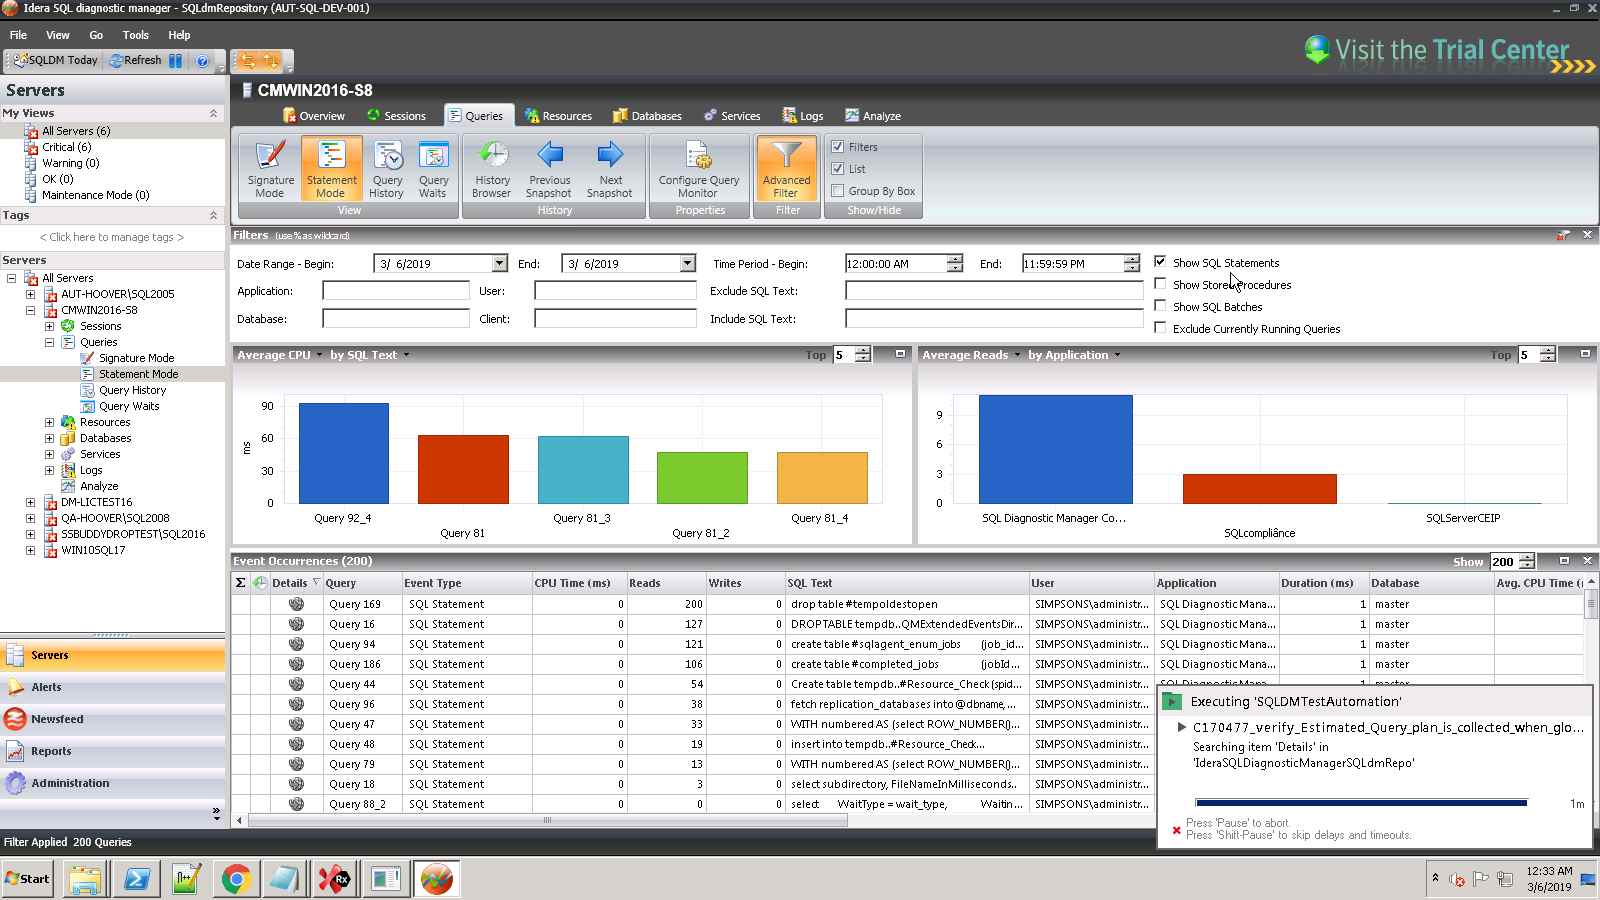 Idera SQL diagnostic manager - SQLdmRepository (AUT-SQL-DEV-001)
File View Go Tools Help
SQLDM Today Refresh
Visit the Trial Center
Servers
My Views
All Servers (6)
Critical (6)
Warning (0)
OK (0)
Maintenance Mode (0)
Tags
< Click here to manage tags >
Servers
All Servers
AUT-HOOVER\SQL2005
CMWIN2016-S8
Sessions
Queries
Signature Mode
Statement Mode
Query History
Query Waits
Resources
Databases
Services
Logs
Analyze
DM-LICTEST16
QA-HOOVER\SQL2008
SSBUDDYDROPTEST\SQL2016
WIN10SQL17
Servers
Alerts
Newsfeed
Reports
Administration
CMWIN2016-S8
Overview Sessions Queries Resources Databases Services Logs Analyze
Signature Mode
Statement Mode
Query History
Query Waits
View
History Browser
Previous Snapshot
Next Snapshot
History
Configure Query Monitor
Properties
Advanced Filter
Filter
Filters
List
Group By Box
Show/Hide
Filters (use % as wildcard)
Date Range - Begin: 3/ 6/2019 End: 3/ 6/2019 Time Period - Begin: 12:00:00 AM End: 11:59:59 PM Show SQL Statements
Application: User: Exclude SQL Text: Show Stored Procedures
Show SQL Batches
Database: Client: Include SQL Text: Exclude Currently Running Queries
Average CPU by SQL Text Top 5
90
60
30
0
ms
Query 92_4 Query 81 Query 81_3 Query 81_2 Query 81_4
Average Reads by Application Top 5
9
6
3
0
SQL Diagnostic Manager Co... SQLcompliance SQLServerCEIP
Event Occurrences (200) Show 200
Σ Details Query Event Type CPU Time (ms) Reads Writes SQL Text User Application Duration (ms) Database Avg. CPU Time (
Query 169 SQL Statement 0 200 0 drop table #tempoldestopen SIMPSONS\administr... SQL Diagnostic Mana... 1 master
Query 16 SQL Statement 0 127 0 DROP TABLE tempdb..QMExtendedEventsDir... SIMPSONS\administr... SQL Diagnostic Mana... 1 master
Query 94 SQL Statement 0 121 0 create table #sqlagent_enum_jobs (job_id... SIMPSONS\administr... SQL Diagnostic Mana... 1 master
Query 186 SQL Statement 0 106 0 create table #completed_jobs (jobId... SIMPSONS\administr... SQL Diagnostic Mana... 1 master
Query 44 SQL Statement 0 54 0 Create table tempdb..#Resource_Check (spid... SIMPSONS\administr... SQL Diagnostic Mana... 1 master
Query 96 SQL Statement 0 38 0 fetch replication_databases into @dbname,... SIMPSONS\administr...
Query 47 SQL Statement 0 33 0 WITH numbered AS (select ROW_NUMBER()... SIMPSONS\administr...
Query 48 SQL Statement 0 19 0 insert into tempdb..#Resource_Check... SIMPSONS\administr...
Query 79 SQL Statement 0 13 0 WITH numbered AS (select ROW_NUMBER()... SIMPSONS\administr...
Query 18 SQL Statement 0 3 0 select subdirectory, FileNameInMilliseconds... SIMPSONS\administr...
Query 88_2 SQL Statement 0 0 0 select WaitType = wait_type, Waitin... SIMPSONS\administr...
Executing 'SQLDMTestAutomation'
C170477_verify_Estimated_Query_plan_is_collected_when_glo...
Searching item 'Details' in
'IderaSQLDiagnosticManagerSQLdmRepo'
1m
Press 'Pause' to abort.
Press 'Shift-Pause' to skip delays and timeouts.
Filter Applied 200 Queries
Start
Rx
12:33 AM
3/6/2019